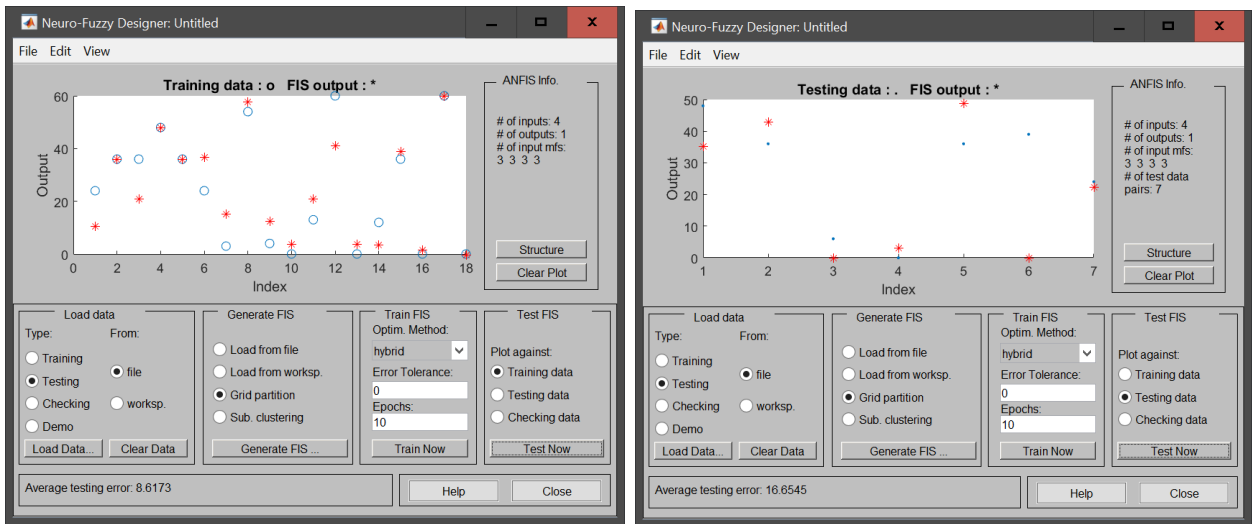 Neuro-Fuzzy Designer: Untitled
File Edit View
Training data : o FIS output : *
60
40
20
0
Output
0 2 4 6 8 10 12 14 16 18
Index
ANFIS Info.
# of inputs: 4
# of outputs: 1
# of input mfs:
3 3 3 3
Structure
Clear Plot
Load data
Type: From:
Training
Testing
Checking
Demo
file
worksp.
Load Data... Clear Data
Generate FIS
Load from file
Load from worksp.
Grid partition
Sub. clustering
Generate FIS ...
Train FIS
Optim. Method:
hybrid
Error Tolerance:
0
Epochs:
10
Train Now
Test FIS
Plot against:
Training data
Testing data
Checking data
Test Now
Average testing error: 8.6173
Help Close
Neuro-Fuzzy Designer: Untitled
File Edit View
Testing data : . FIS output : *
50
40
30
20
10
0
Output
1 2 3 4 5 6 7
Index
ANFIS Info.
# of inputs: 4
# of outputs: 1
# of input mfs:
3 3 3 3
# of test data
pairs: 7
Structure
Clear Plot
Load data
Type: From:
Training
Testing
Checking
Demo
file
worksp.
Load Data... Clear Data
Generate FIS
Load from file
Load from worksp.
Grid partition
Sub. clustering
Generate FIS ...
Train FIS
Optim. Method:
hybrid
Error Tolerance:
0
Epochs:
10
Train Now
Test FIS
Plot against:
Training data
Testing data
Checking data
Test Now
Average testing error: 16.6545
Help Close